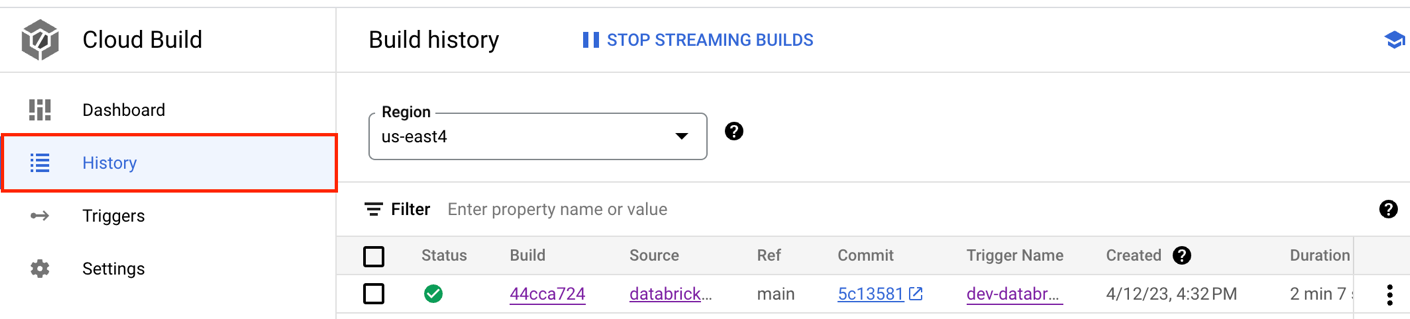 Cloud Build
Build history
STOP STREAMING BUILDS
Dashboard
History
Triggers
Settings
Region
us-east4
Filter Enter property name or value
Status Build Source Ref Commit Trigger Name Created Duration
44cca724 databrick... main 5c13581 dev-databr... 4/12/23, 4:32 PM 2 min 7